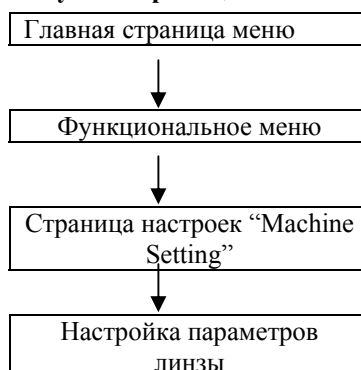 Главная страница меню
Функциональное меню
Страница настроек “Machine
Setting”
Настройка параметров
линзы